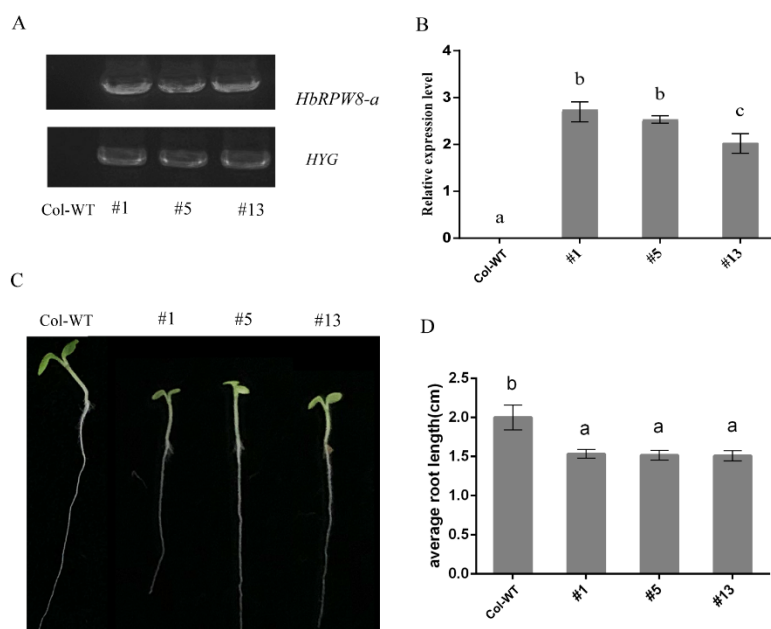 A
HbRPW8-a
HYG
Col-WT #1 #5 #13
B
Relative expression level
4
3
2
1
0
a
b
b
c
Col-WT
#1
#5
#13
C
Col-WT #1 #5 #13
D
average root length(cm)
2.5
2.0
1.5
1.0
0.5
0.0
b
a
a
a
Col-WT
#1
#5
#13